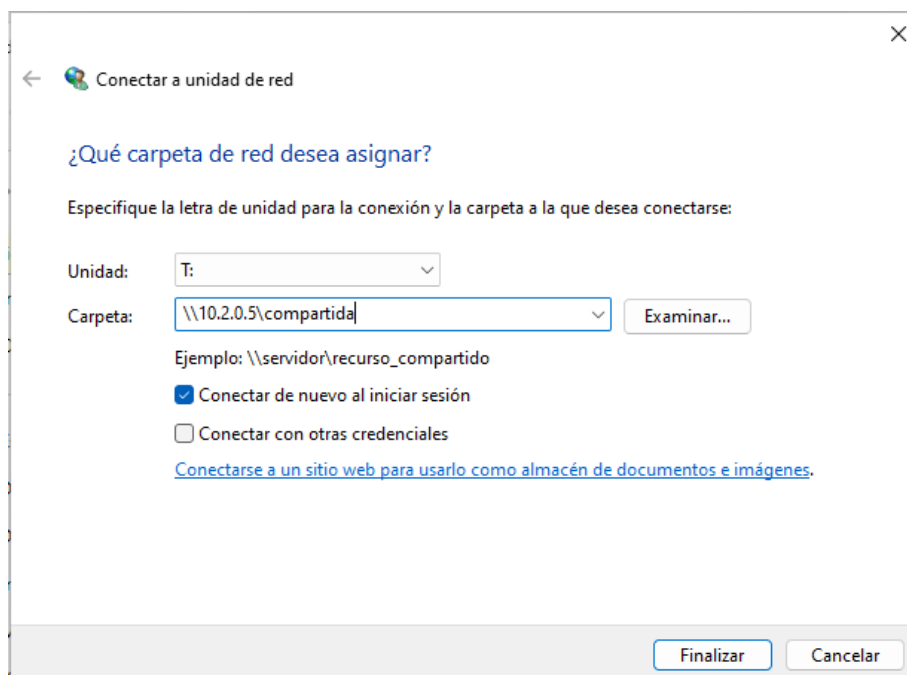 Conectar a unidad de red
¿Qué carpeta de red desea asignar?
Especifique la letra de unidad para la conexión y la carpeta a la que desea conectarse:
Unidad: T:
Carpeta: \\10.2.0.5\compartida Examinar...
Ejemplo: \\servidor\recurso_compartido
Conectar de nuevo al iniciar sesión
Conectar con otras credenciales
Conectarse a un sitio web para usarlo como almacén de documentos e imágenes.
Finalizar Cancelar